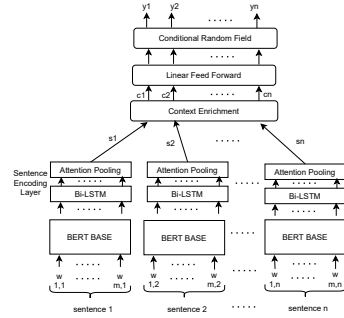 y1 y2 . . . . . yn
Conditional Random Field
. . . . .
Linear Feed Forward
c1 c2 . . . . . cn
Context Enrichment
s1 s2 . . . . . sn
Sentence Encoding Layer
Attention Pooling Attention Pooling Attention Pooling
. . . . . . . . . . . . . . .
Bi-LSTM Bi-LSTM . . . . . Bi-LSTM
. . . . . . . . . . . . . . .
BERT BASE BERT BASE . . . . . BERT BASE
w w w w w w
1,1 . . . . . m,1 1,2 . . . . . m,2 1,n . . . . . m,n
sentence 1 sentence 2 . . . . . sentence n